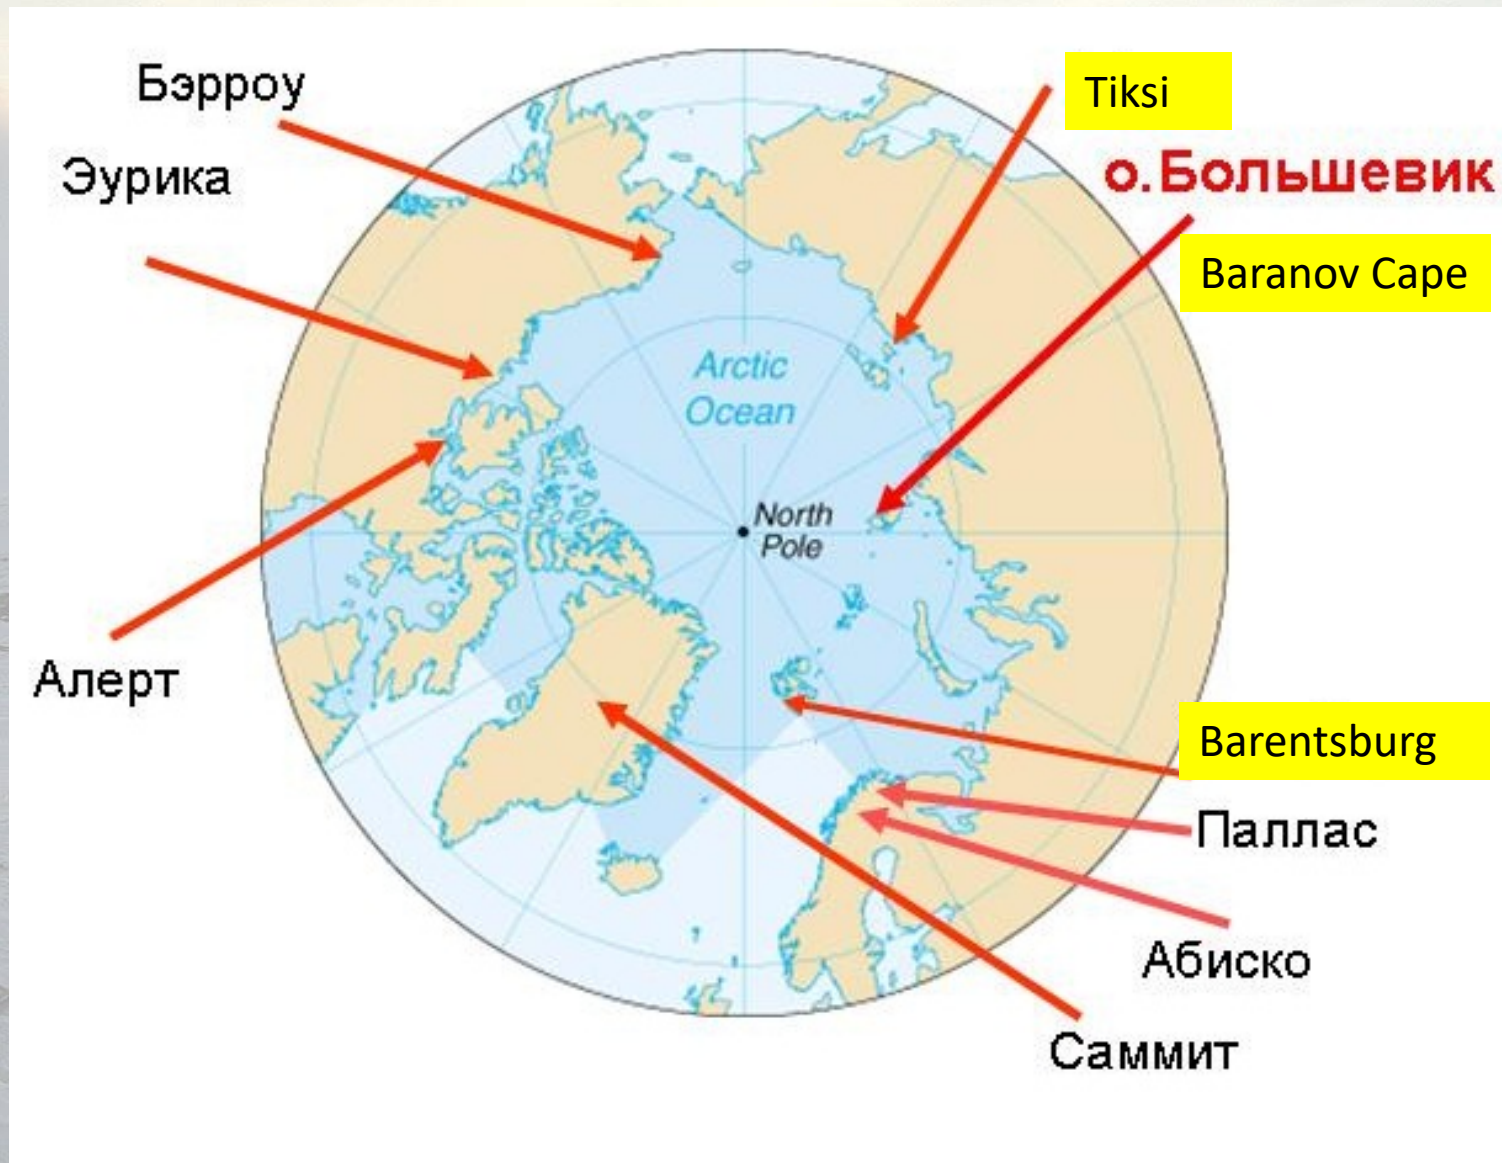 Бэрроу
Tiksi
Эурика
о.Большевик
Baranov Cape
Arctic
Ocean
North
Pole
Алерт
Barentsburg
Паллас
Абиско
Саммит